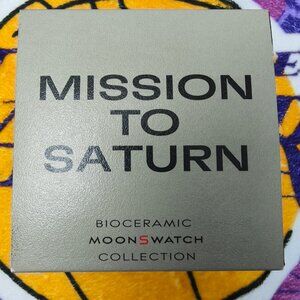 MISSION
TO
SATURN
BIOCERAMIC
MOONSWATCH
COLLECTION